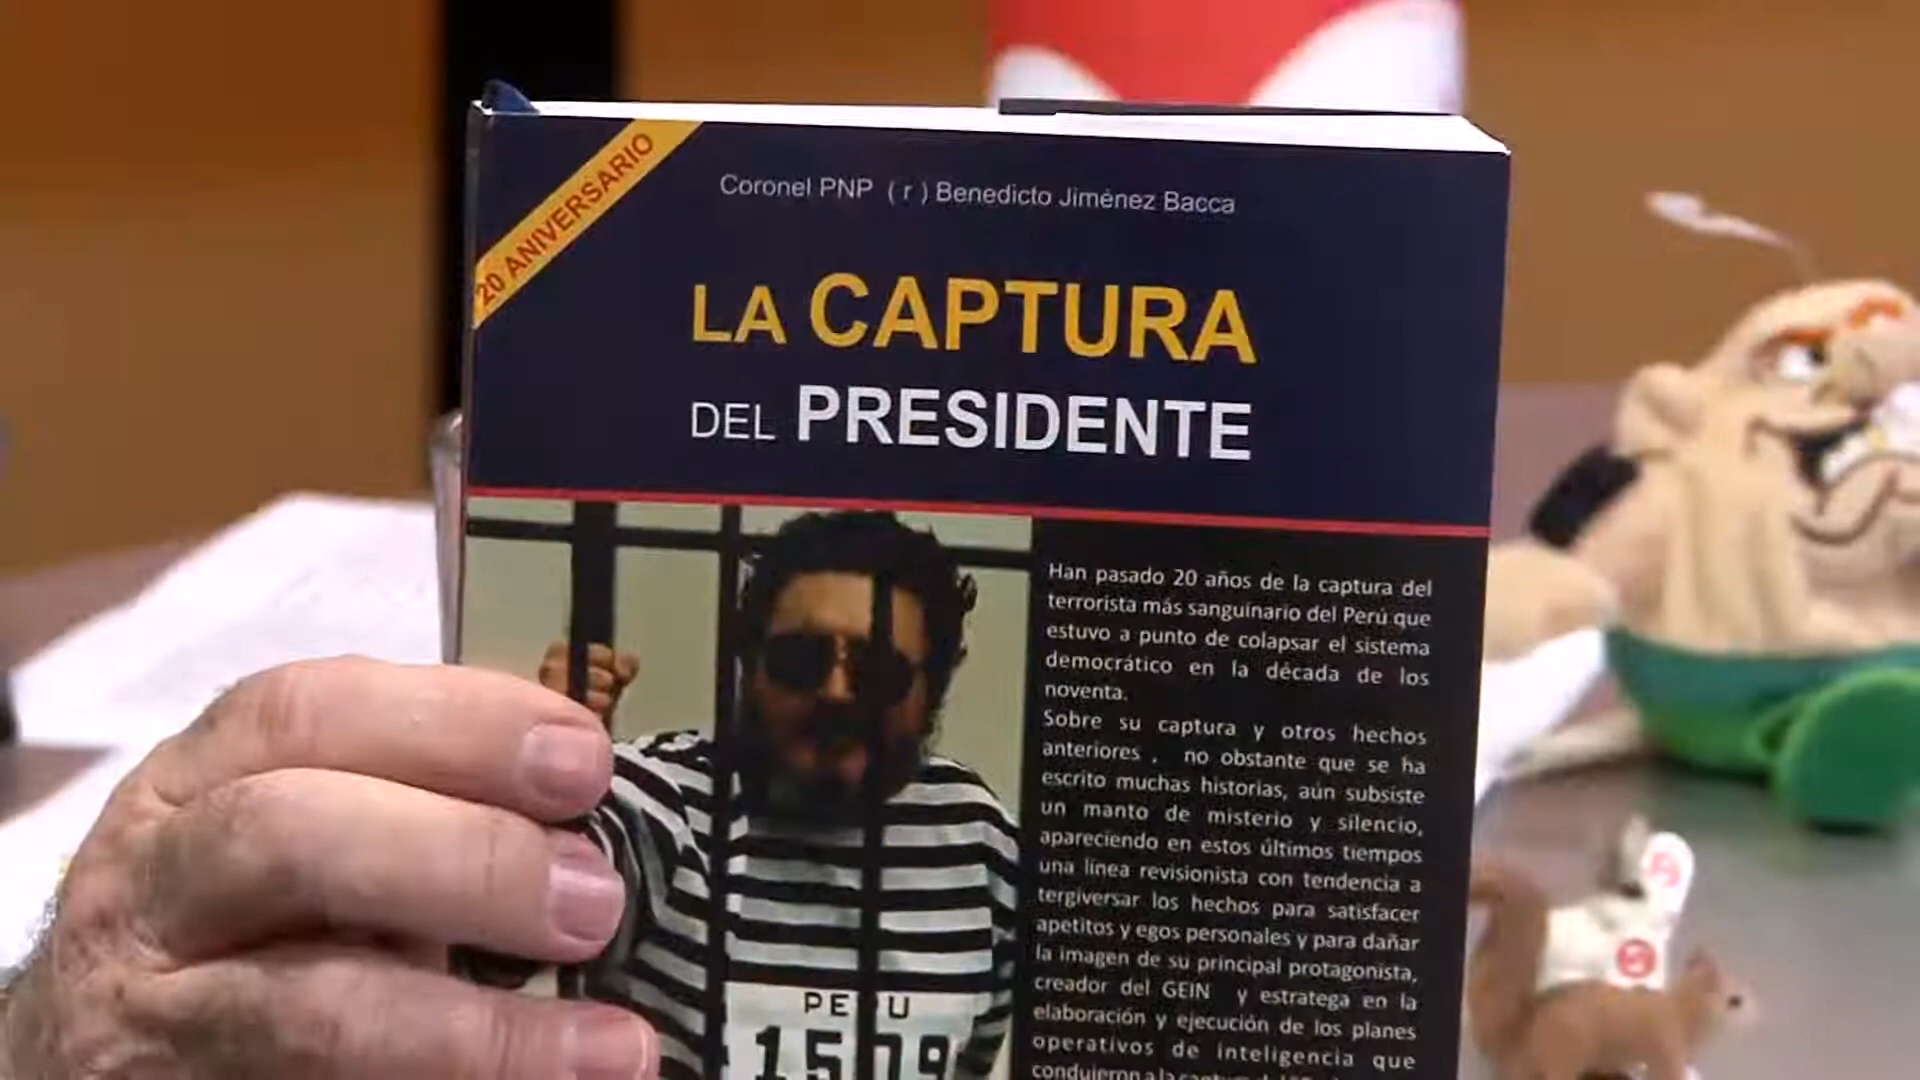 20 ANIVERSARIO
Coronel PNP ( r ) Benedicto Jiménez Bacca
LA CAPTURA
DEL PRESIDENTE
Han pasado 20 años de la captura del
terrorista más sanguinario del Perú que
estuvo a punto de colapsar el sistema
democrático en la década de los
noventa.
Sobre su captura y otros hechos
anteriores , no obstante que se ha
escrito muchas historias, aún subsiste
un manto de misterio y silencio,
apareciendo en estos últimos tiempos
una línea revisionista con tendencia a
tergiversar los hechos para satisfacer
apetitos y egos personales y para dañar
la imagen de su principal protagonista,
creador del GEIN y estratega en la
elaboración y ejecución de los planes
operativos de inteligencia que
condujeron a la
PE U
15 9